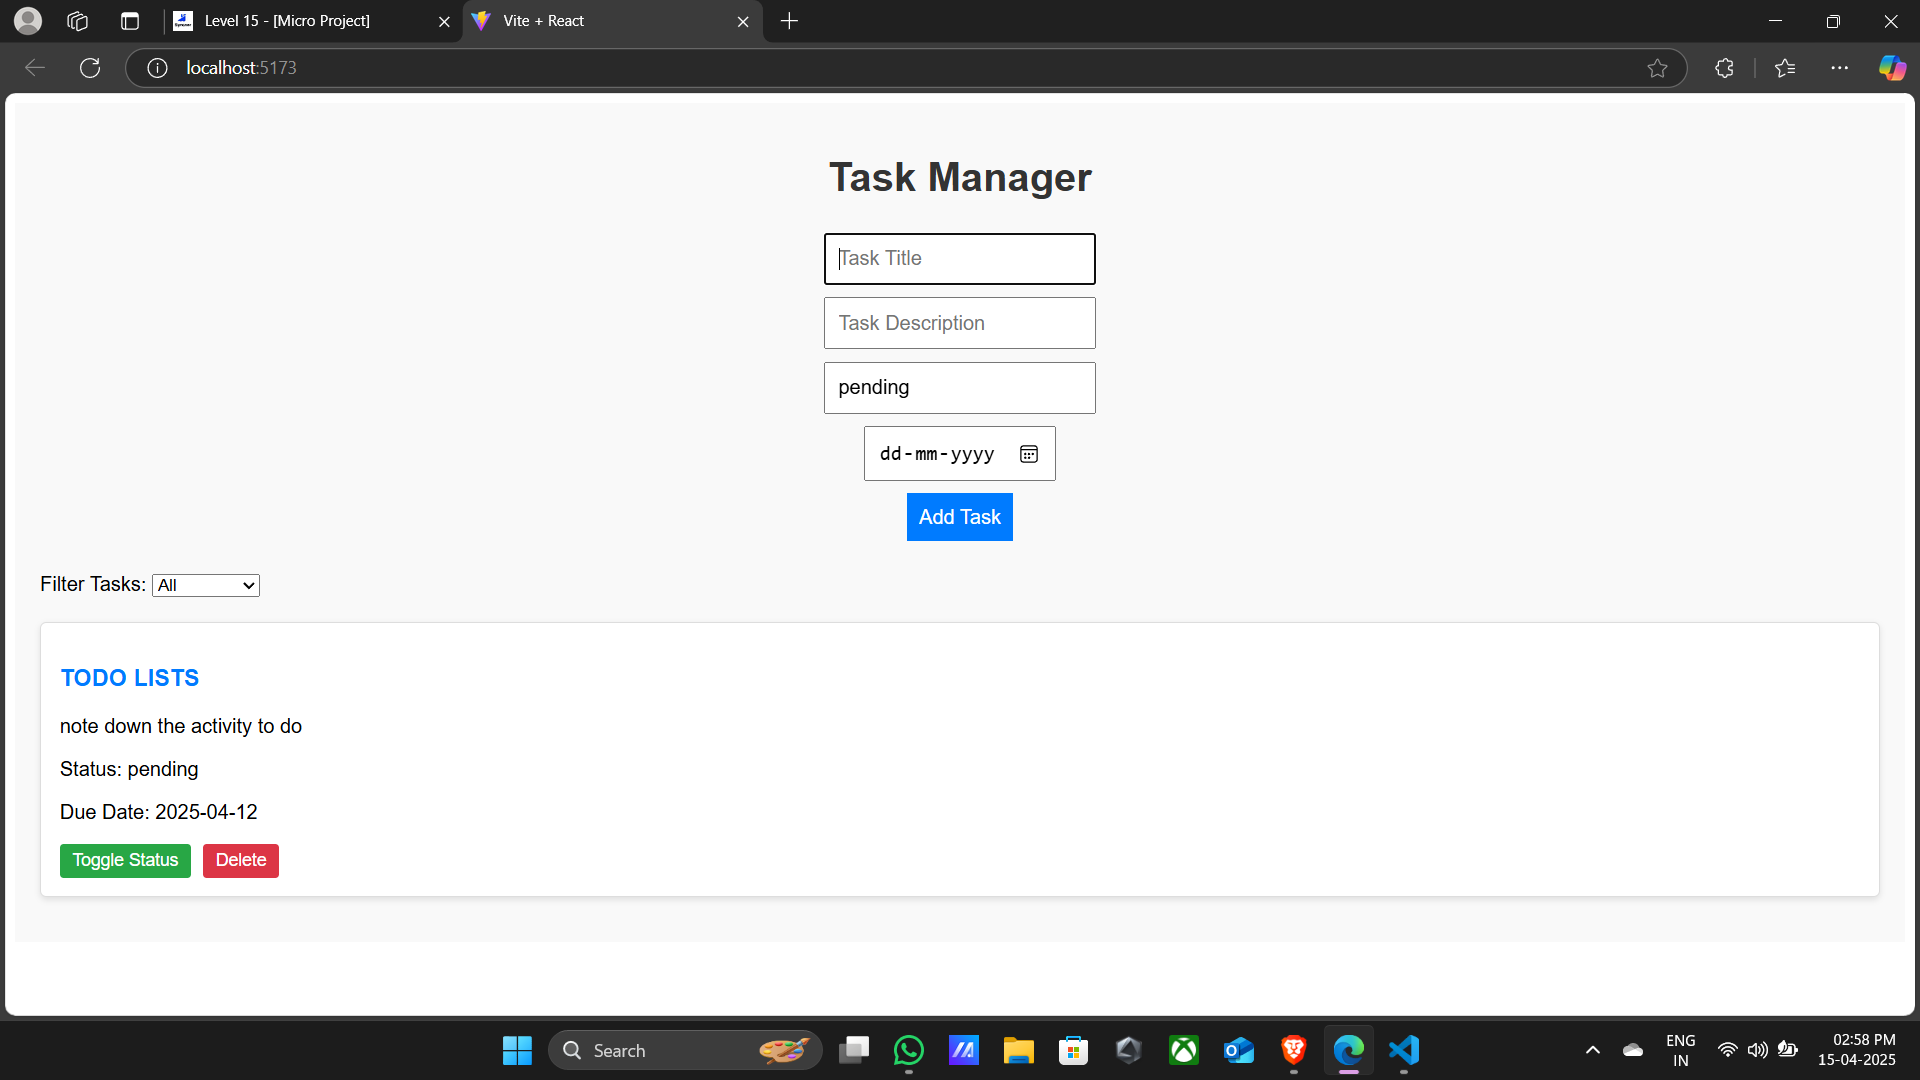 Level 15 - [Micro Project]
Vite + React
localhost:5173
Task Manager
Task Title
Task Description
pending
dd-mm-yyyy
Add Task
Filter Tasks: All
TODO LISTS
note down the activity to do
Status: pending
Due Date: 2025-04-12
Toggle Status Delete
Search
ENG
IN
02:58 PM
15-04-2025